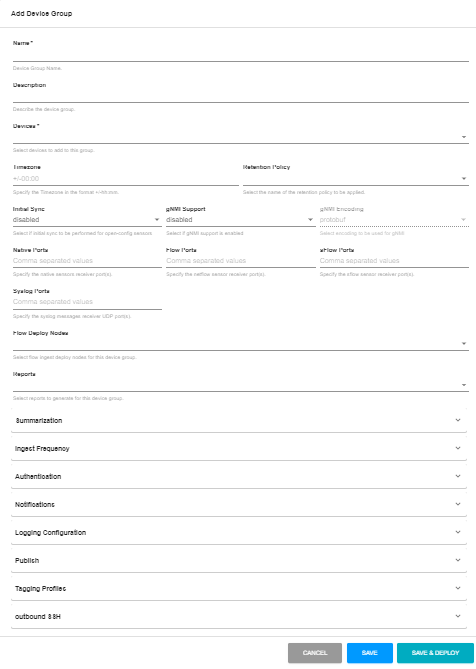 Add Device Group
Name *
Device Group Name
Description
Describe the device group.
Devices *
Select devices to add to this group.
Timezone Retention Policy
+/-00:00
Specify the Timezone in the format +/-hh:mm. Select the name of the retention policy to be applied.
Initial Sync gNMI Support gNMI Encoding
disabled disabled protobuf
Select if initial sync to be performed for open-config sensors Select if gNMI support is enabled Select encoding to be used for gNMI
Native Ports Flow Ports sFlow Ports
Comma separated values Comma separated values Comma separated values
Specify the native sensors receiver port(s). Specify the netflow sensor receiver port(s). Specify the sflow sensor receiver port(s).
Syslog Ports
Comma separated values
Specify the syslog messages receiver UDP port(s).
Flow Deploy Nodes
Select flow ingest deploy nodes for this device group.
Reports
Select reports to generate for this device group.
Summarization
Ingest Frequency
Authentication
Notifications
Logging Configuration
Publish
Tagging Profiles
outbound SSH
CANCEL SAVE SAVE & DEPLOY